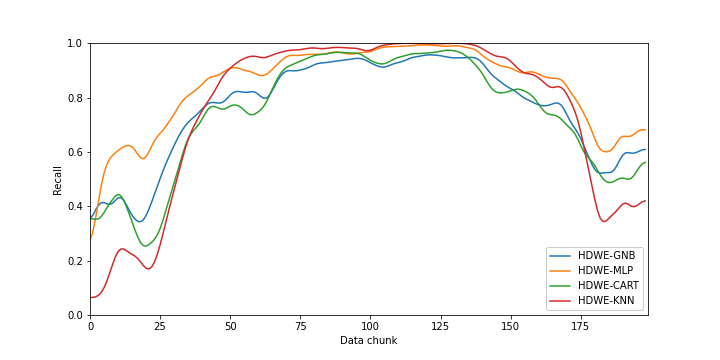 1.0
0.8
0.6
0.4
0.2
0.0
Recall
0 25 50 75 100 125 150 175
Data chunk
HDWE-GNB
HDWE-MLP
HDWE-CART
HDWE-KNN